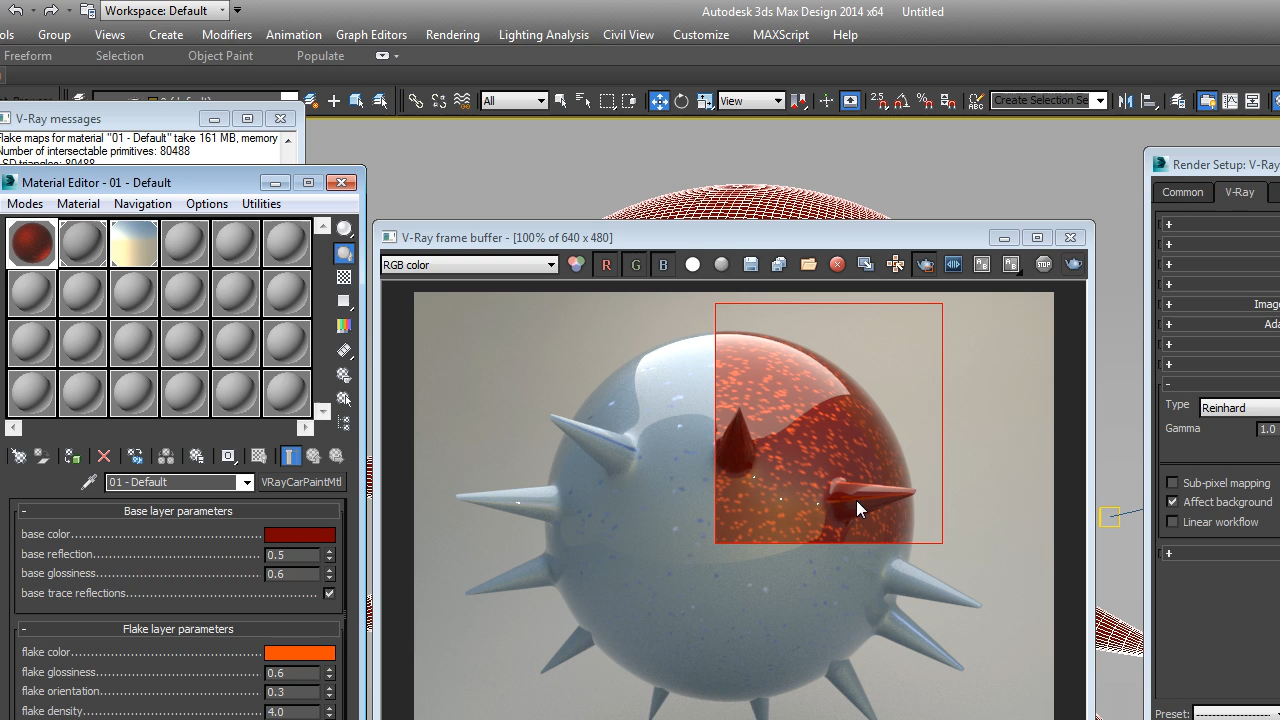 Workspace: Default
Autodesk 3ds Max Design 2014 x64 Untitled
ols Group Views Create Modifiers Animation Graph Editors Rendering Lighting Analysis Civil View Customize MAXScript Help
Freeform Selection Object Paint Populate
All
View
Create Selection Se
V-Ray messages
Flake maps for material "01 - Default" take 161 MB, memory
Number of intersectable primitives: 80488
SD triangles: 80488
Material Editor - 01 - Default
Modes Material Navigation Options Utilities
01 - Default
VRayCarPaintMtl
Base layer parameters
base color
base reflection 0.5
base glossiness 0.6
base trace reflections
Flake layer parameters
flake color
flake glossiness 0.6
flake orientation 0.3
flake density 4.0
V-Ray frame buffer - [100% of 640 x 480]
RGB color
R G B
STOP
Render Setup: V-Ray
Common V-Ray
Image
Ada
Type Reinhard
Gamma 1.0
Sub-pixel mapping
Affect background
Linear workflow
Preset: